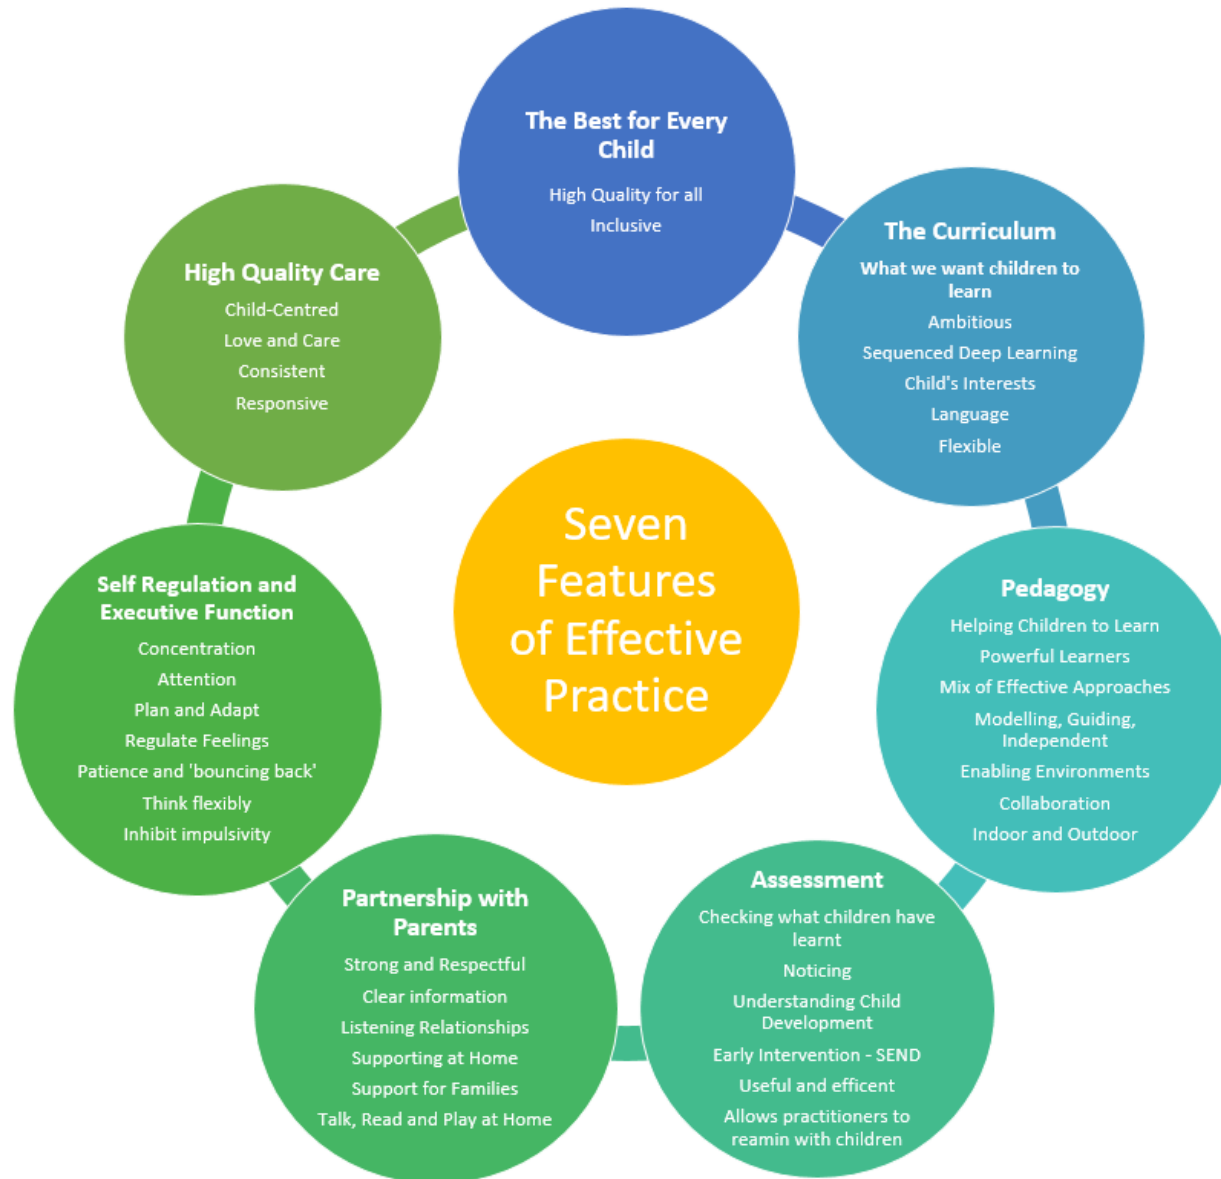 The Best for Every
Child
High Quality for all
Inclusive
The Curriculum
What we want children to
learn
Ambitious
Sequenced Deep Learning
Child's Interests
Language
Flexible
Pedagogy
Helping Children to Learn
Powerful Learners
Mix of Effective Approaches
Modelling, Guiding,
Independent
Enabling Environments
Collaboration
Indoor and Outdoor
Assessment
Checking what children have
learnt
Noticing
Understanding Child
Development
Early Intervention - SEND
Useful and efficent
Allows practitioners to
reamin with children
Partnership with
Parents
Strong and Respectful
Clear information
Listening Relationships
Supporting at Home
Support for Families
Talk, Read and Play at Home
Self Regulation and
Executive Function
Concentration
Attention
Plan and Adapt
Regulate Feelings
Patience and 'bouncing back'
Think flexibly
Inhibit impulsivity
High Quality Care
Child-Centred
Love and Care
Consistent
Responsive
Seven
Features
of Effective
Practice